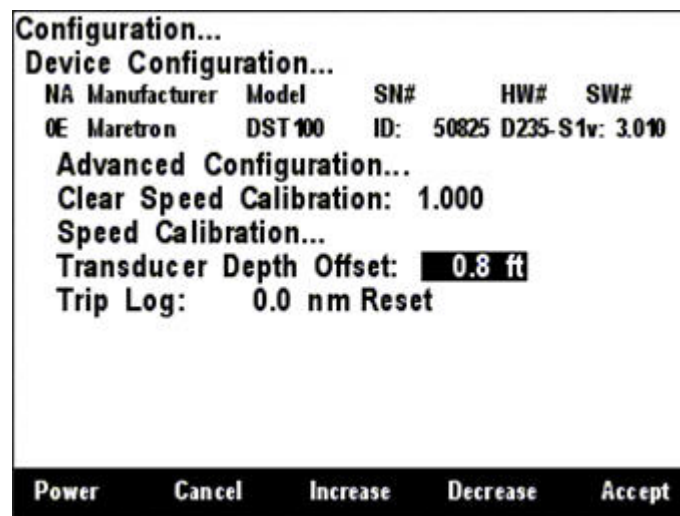 Configuration...
Device Configuration...
NA Manufacturer Model SN# HW# SW#
0E Maretron DST100 ID: 50825 D235-S1v: 3.010
Advanced Configuration...
Clear Speed Calibration: 1.000
Speed Calibration...
Transducer Depth Offset: 0.8 ft
Trip Log: 0.0 nm Reset
Power Cancel Increase Decrease Accept